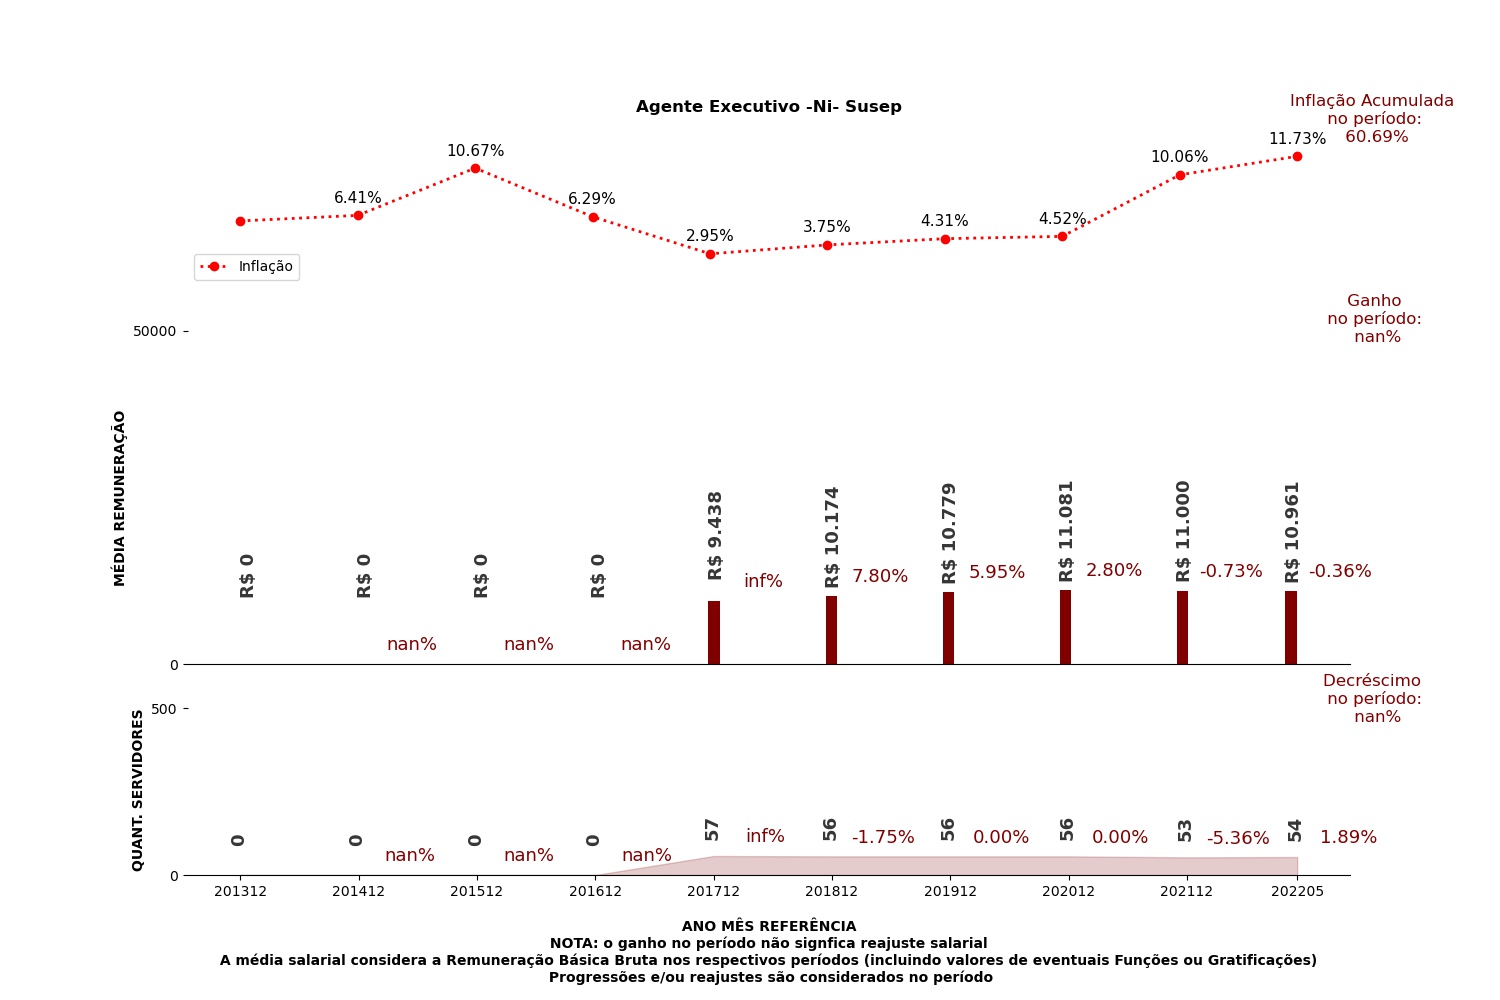 Agente Executivo -Ni- Susep
Inflação Acumulada
no período:
60.69%
6.41%
10.67%
6.29%
2.95%
3.75%
4.31%
4.52%
10.06%
11.73%
Inflação
Ganho
no período:
nan%
50000
0
MÉDIA REMUNERAÇÃO
R$ 0
R$ 0
R$ 0
R$ 0
R$ 9.438
R$ 10.174
R$ 10.779
R$ 11.081
R$ 11.000
R$ 10.961
nan%
nan%
nan%
inf%
7.80%
5.95%
2.80%
-0.73%
-0.36%
Decréscimo
no período:
nan%
500
0
QUANT. SERVIDORES
0
0
0
0
57
56
56
56
53
54
nan%
nan%
nan%
inf%
-1.75%
0.00%
0.00%
-5.36%
1.89%
201312
201412
201512
201612
201712
201812
201912
202012
202112
202205
ANO MÊS REFERÊNCIA
NOTA: o ganho no período não signfica reajuste salarial
A média salarial considera a Remuneração Básica Bruta nos respectivos períodos (incluindo valores de eventuais Funções ou Gratificações)
Progressões e/ou reajustes são considerados no período